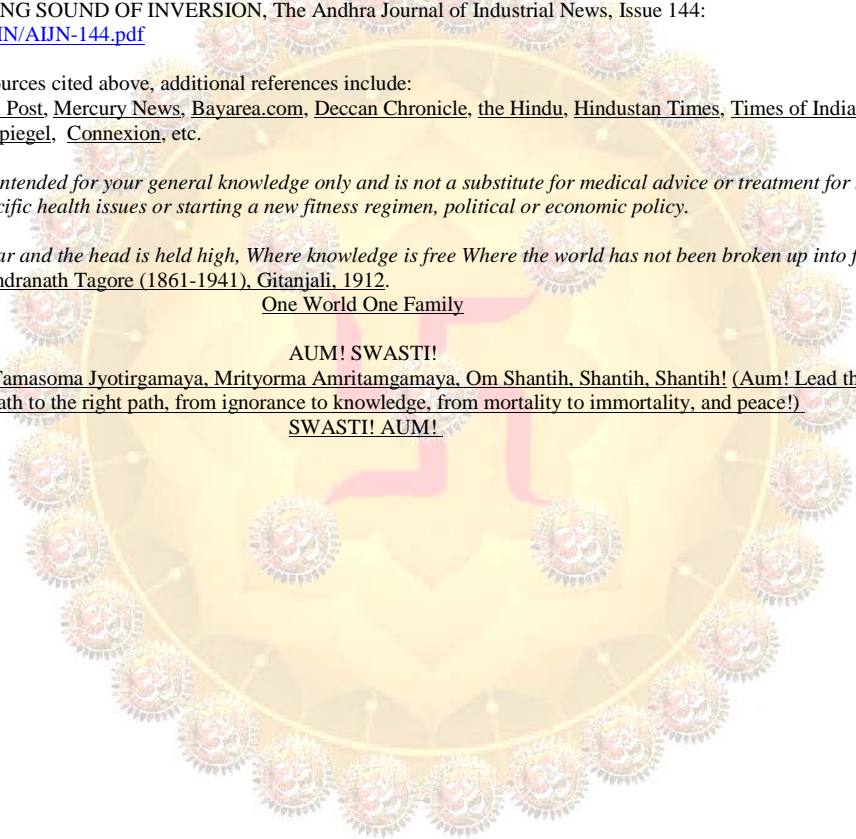 NG SOUND OF INVERSION, The Andhra Journal of Industrial News, Issue 144:
IN/AIJN-144.pdf
urces cited above, additional references include:
Post, Mercury News, Bayarea.com, Deccan Chronicle, the Hindu, Hindustan Times, Times of India
piegel, Connexion, etc.
ntended for your general knowledge only and is not a substitute for medical advice or treatment for
cific health issues or starting a new fitness regimen, political or economic policy.
ar and the head is held high, Where knowledge is free Where the world has not been broken up into f
ndranath Tagore (1861-1941), Gitanjali, 1912.
One World One Family
AUM! SWASTI!
Tamasoma Jyotirgamaya, Mrityorma Amritamgamaya, Om Shantih, Shantih, Shantih! (Aum! Lead th
ath to the right path, from ignorance to knowledge, from mortality to immortality, and peace!)
SWASTI! AUM!